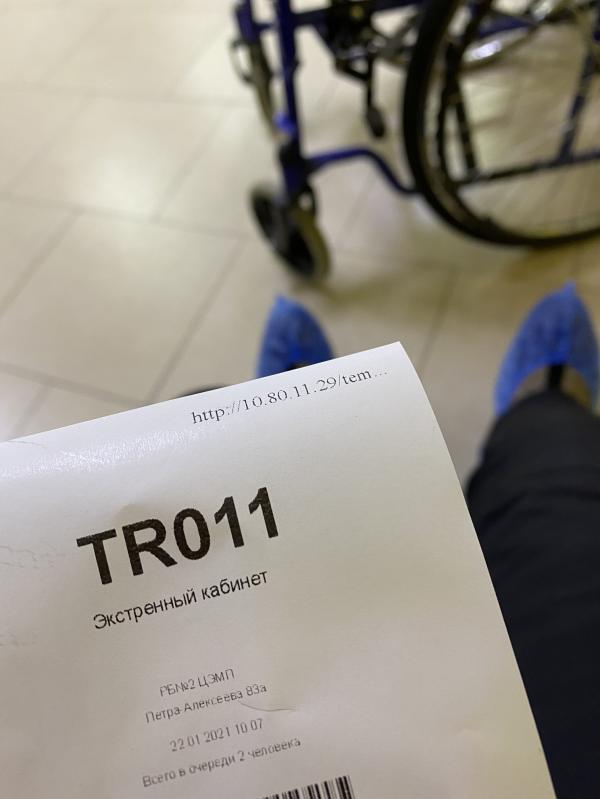 http://10.80.11.29/tem...
TR011
Экстренный кабинет
РБ№2 ЦЭМП
Петра Алексеева 83а
22 01 2021 10 07
Всего в очереди 2 человека